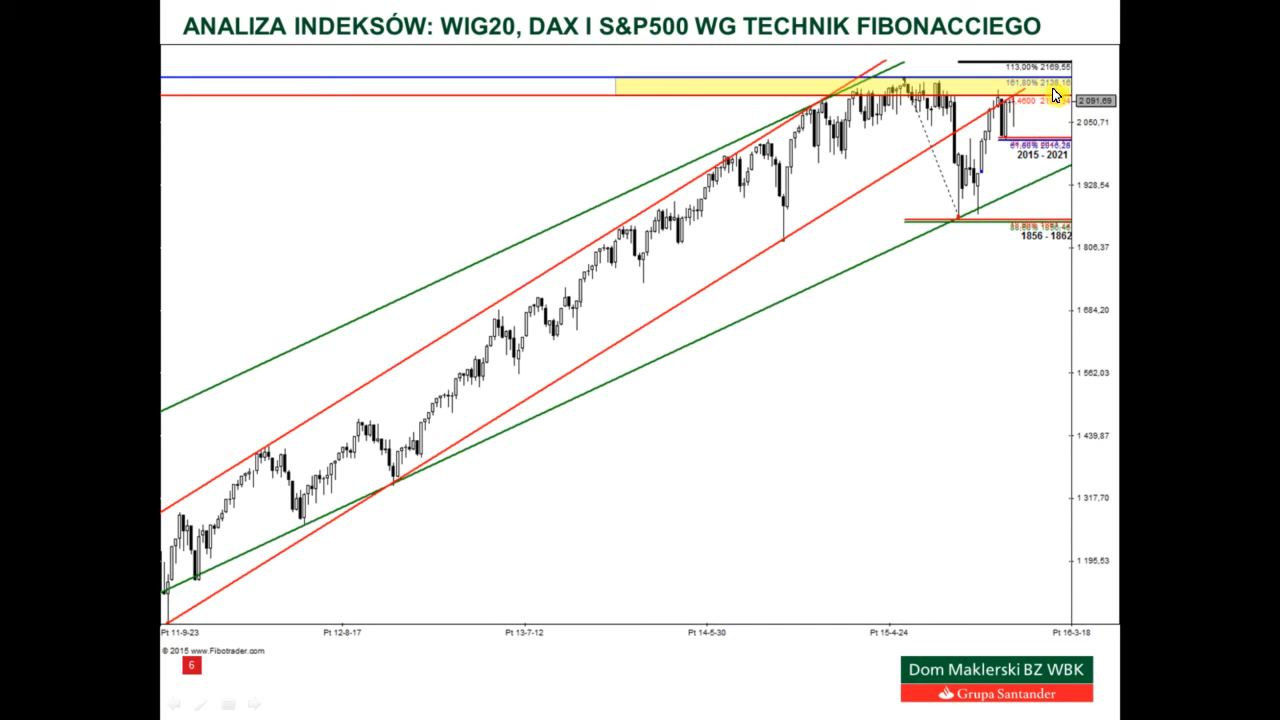 ANALIZA INDEKSÓW: WIG20, DAX I S&P500 WG TECHNIK FIBONACCIEGO
113,00% 2169,55
161,80%
2 091,69
2 050,71
2015 - 2021
1 928,54
1856 - 1862
1 806,37
1 684,20
1 562,03
1 439,87
1 317,70
1 195,53
Pt 11-9-23 Pt 12-8-17 Pt 13-7-12 Pt 14-5-30 Pt 15-4-24 Pt 16-3-18
© 2015 www.Fibotrader.com
6
Dom Maklerski BZ WBK
Grupa Santander